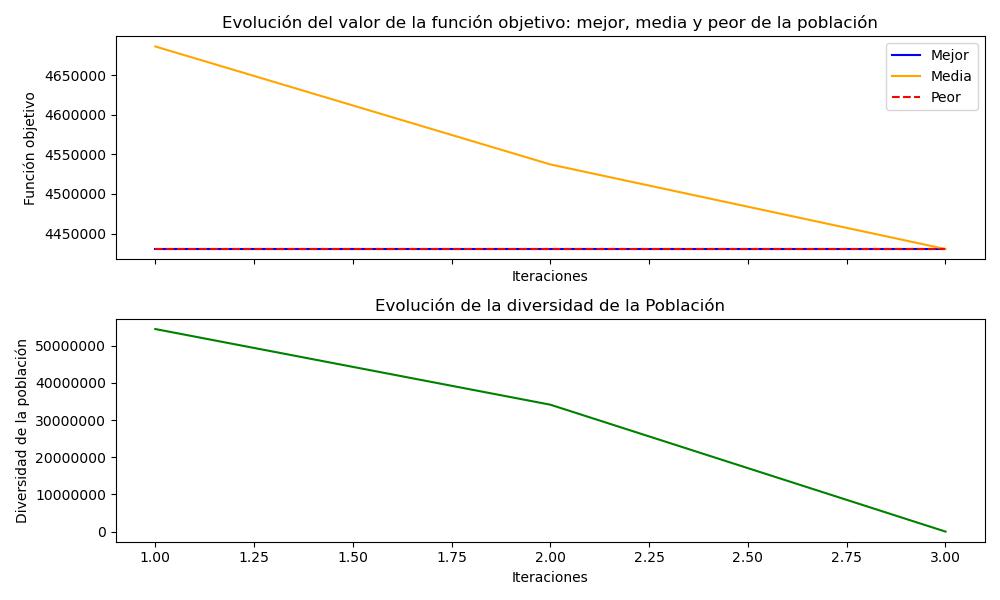 Evolución del valor de la función objetivo: mejor, media y peor de la población
Función objetivo
4650000
4600000
4550000
4500000
4450000
Mejor
Media
Peor
Iteraciones
Evolución de la diversidad de la Población
Diversidad de la población
50000000
40000000
30000000
20000000
10000000
0
1.00 1.25 1.50 1.75 2.00 2.25 2.50 2.75 3.00
Iteraciones